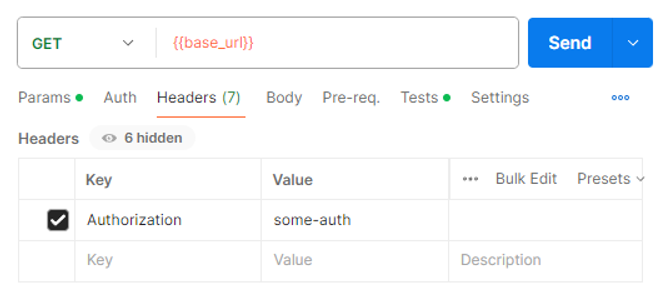 GET {{base_url}} Send
Params Auth Headers (7) Body Pre-req. Tests Settings
Headers 6 hidden
Key Value Bulk Edit Presets
Authorization some-auth
Key Value Description